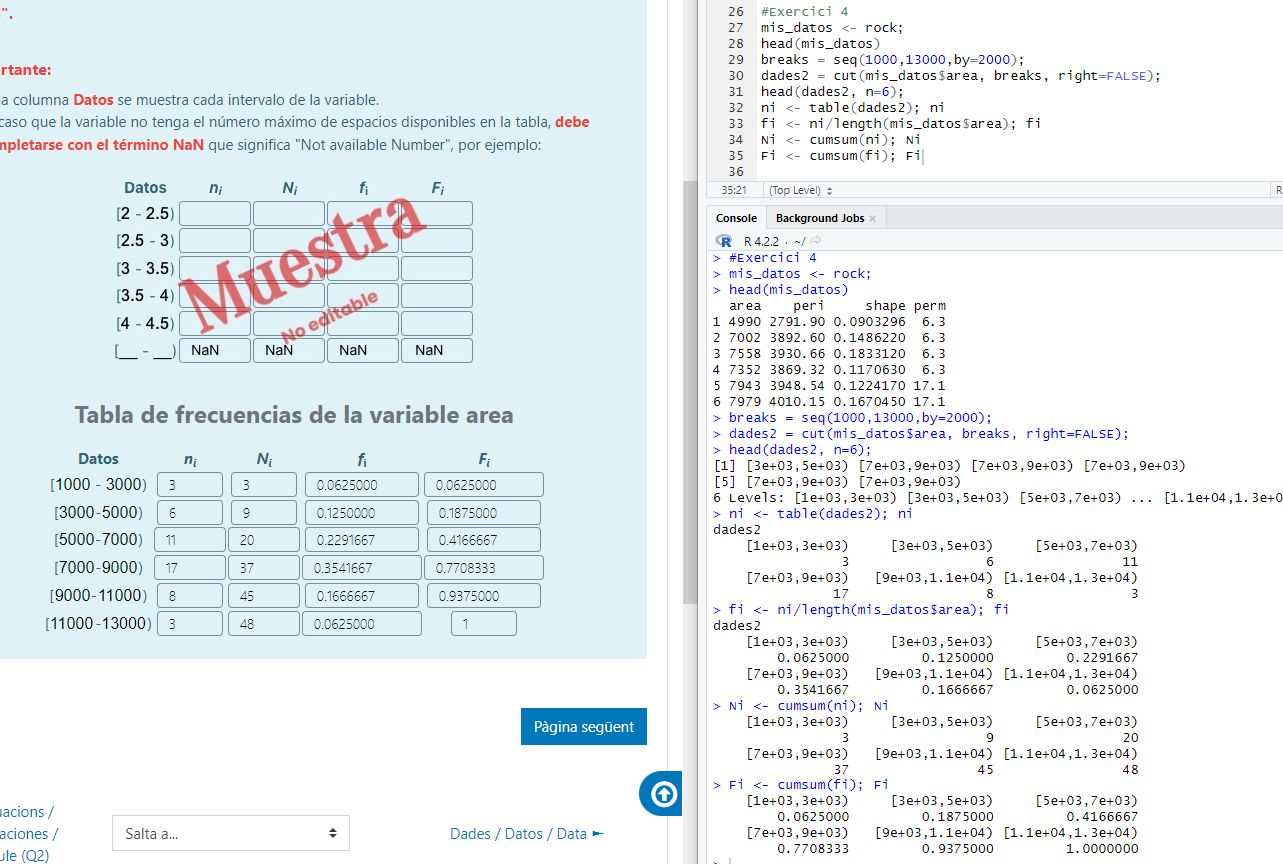 ".
rtante:
a columna Datos se muestra cada intervalo de la variable.
caso que la variable no tenga el número máximo de espacios disponibles en la tabla, debe
mpletarse con el término NaN que significa "Not available Number", por ejemplo:
Datos ni Ni fi Fi
[2 - 2.5)
[2.5 - 3)
[3 - 3.5)
[3.5 - 4)
[4 - 4.5)
[__ - __) NaN NaN NaN NaN
Muestra
No editable
Tabla de frecuencias de la variable area
Datos ni Ni fi Fi
[1000 - 3000) 3 3 0.0625000 0.0625000
[3000-5000) 6 9 0.1250000 0.1875000
[5000-7000) 11 20 0.2291667 0.4166667
[7000-9000) 17 37 0.3541667 0.7708333
[9000-11000) 8 45 0.1666667 0.9375000
[11000-13000) 3 48 0.0625000 1
Pàgina següent
uacions /
aciones /
ule (Q2)
Salta a...
Dades / Datos / Data
26 #Exercici 4
27 mis_datos <- rock;
28 head(mis_datos)
29 breaks = seq(1000,13000,by=2000);
30 dades2 = cut(mis_datos$area, breaks, right=FALSE);
31 head(dades2, n=6);
32 ni <- table(dades2); ni
33 fi <- ni/length(mis_datos$area); fi
34 Ni <- cumsum(ni); Ni
35 Fi <- cumsum(fi); Fi
36
35:21 (Top Level) R
Console Background Jobs ×
R R 4.2.2 · ~/
> #Exercici 4
> mis_datos <- rock;
> head(mis_datos)
area peri shape perm
1 4990 2791.90 0.0903296 6.3
2 7002 3892.60 0.1486220 6.3
3 7558 3930.66 0.1833120 6.3
4 7352 3869.32 0.1170630 6.3
5 7943 3948.54 0.1224170 17.1
6 7979 4010.15 0.1670450 17.1
> breaks = seq(1000,13000,by=2000);
> dades2 = cut(mis_datos$area, breaks, right=FALSE);
> head(dades2, n=6);
[1] [3e+03,5e+03) [7e+03,9e+03) [7e+03,9e+03) [7e+03,9e+03)
[5] [7e+03,9e+03) [7e+03,9e+03)
6 Levels: [1e+03,3e+03) [3e+03,5e+03) [5e+03,7e+03) ... [1.1e+04,1.3e+0
> ni <- table(dades2); ni
dades2
[1e+03,3e+03) [3e+03,5e+03) [5e+03,7e+03)
3 6 11
[7e+03,9e+03) [9e+03,1.1e+04) [1.1e+04,1.3e+04)
17 8 3
> fi <- ni/length(mis_datos$area); fi
dades2
[1e+03,3e+03) [3e+03,5e+03) [5e+03,7e+03)
0.0625000 0.1250000 0.2291667
[7e+03,9e+03) [9e+03,1.1e+04) [1.1e+04,1.3e+04)
0.3541667 0.1666667 0.0625000
> Ni <- cumsum(ni); Ni
[1e+03,3e+03) [3e+03,5e+03) [5e+03,7e+03)
3 9 20
[7e+03,9e+03) [9e+03,1.1e+04) [1.1e+04,1.3e+04)
37 45 48
> Fi <- cumsum(fi); Fi
[1e+03,3e+03) [3e+03,5e+03) [5e+03,7e+03)
0.0625000 0.1875000 0.4166667
[7e+03,9e+03) [9e+03,1.1e+04) [1.1e+04,1.3e+04)
0.7708333 0.9375000 1.0000000
>